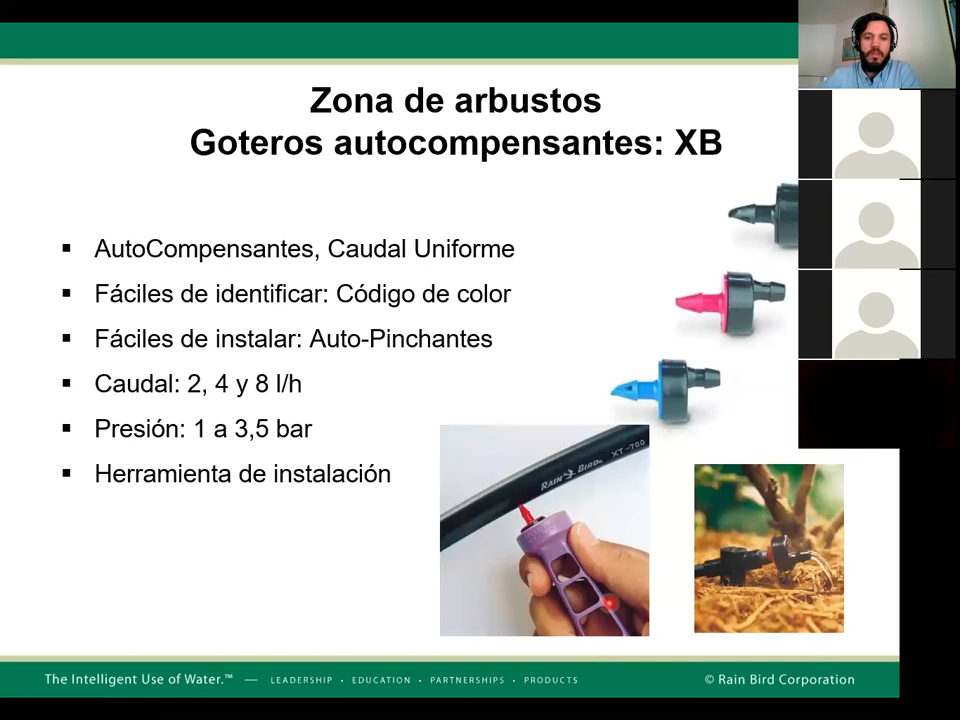 Zona de arbustos
Goteros autocompensantes: XB
▪ AutoCompensantes, Caudal Uniforme
▪ Fáciles de identificar: Código de color
▪ Fáciles de instalar: Auto-Pinchantes
▪ Caudal: 2, 4 y 8 l/h
▪ Presión: 1 a 3,5 bar
▪ Herramienta de instalación
RAIN BIRD XT-700
The Intelligent Use of Water.™ — LEADERSHIP • EDUCATION • PARTNERSHIPS • PRODUCTS
© Rain Bird Corporation